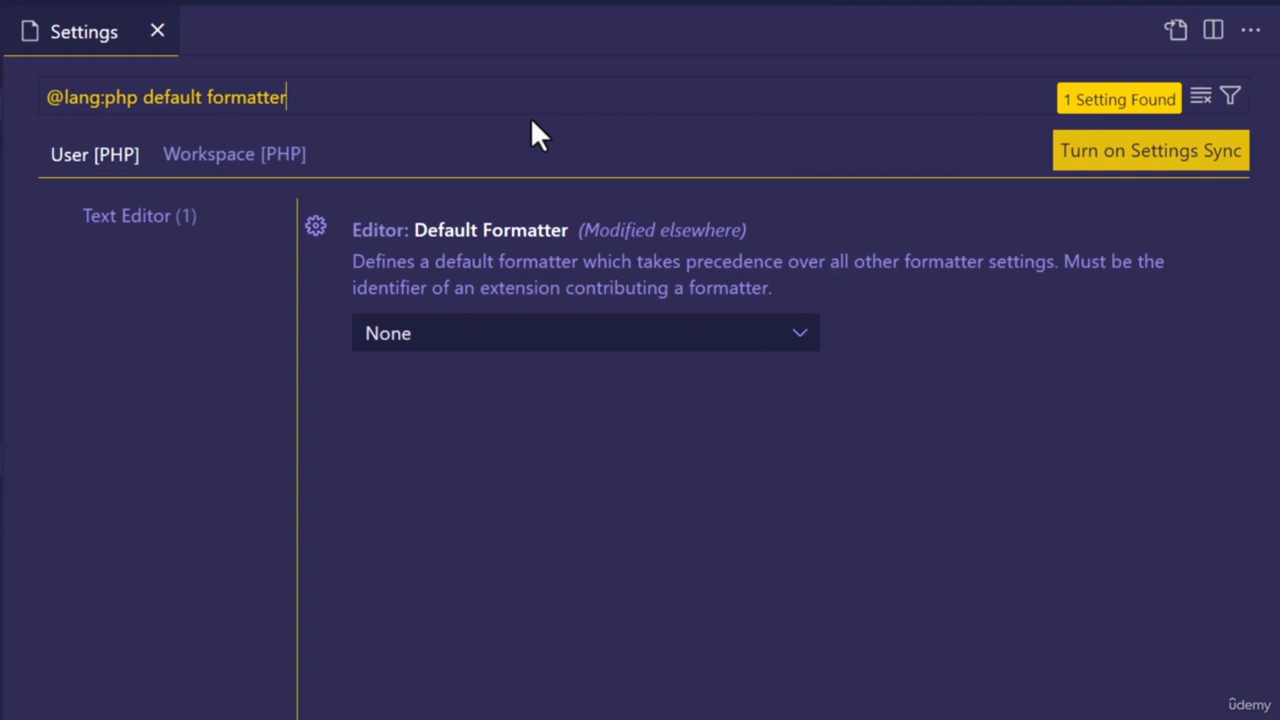 Settings
@lang:php default formatter
1 Setting Found
User [PHP]
Workspace [PHP]
Turn on Settings Sync
Text Editor (1)
Editor: Default Formatter (Modified elsewhere)
Defines a default formatter which takes precedence over all other formatter settings. Must be the
identifier of an extension contributing a formatter.
None
ûdemy